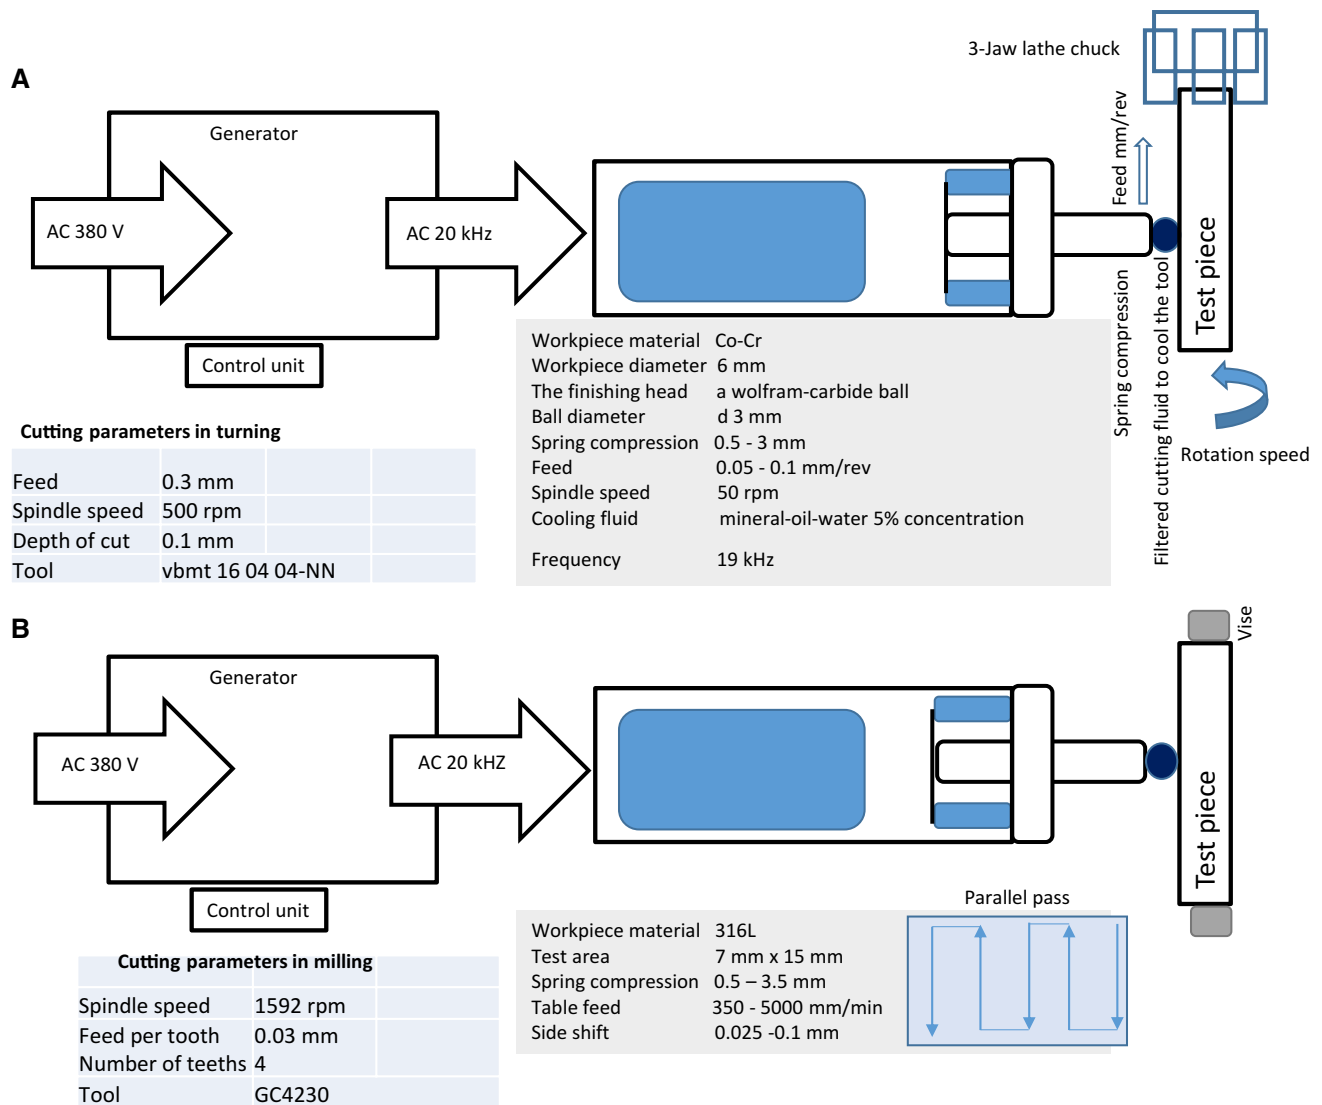 A
3-Jaw lathe chuck
Generator
AC 380 V
AC 20 kHz
Control unit
Feed mm/rev
Test piece
Spring compression
Filtered cutting fluid to cool the tool
Rotation speed
Workpiece material Co-Cr
Workpiece diameter 6 mm
The finishing head a wolfram-carbide ball
Ball diameter d 3 mm
Spring compression 0.5 - 3 mm
Feed 0.05 - 0.1 mm/rev
Spindle speed 50 rpm
Cooling fluid mineral-oil-water 5% concentration
Frequency 19 kHz
Cutting parameters in turning
Feed 0.3 mm
Spindle speed 500 rpm
Depth of cut 0.1 mm
Tool vbmt 16 04 04-NN
B
Generator
AC 380 V
AC 20 kHZ
Control unit
Vise
Test piece
Parallel pass
Workpiece material 316L
Test area 7 mm x 15 mm
Spring compression 0.5 – 3.5 mm
Table feed 350 - 5000 mm/min
Side shift 0.025 -0.1 mm
Cutting parameters in milling
Spindle speed 1592 rpm
Feed per tooth 0.03 mm
Number of teeths 4
Tool GC4230